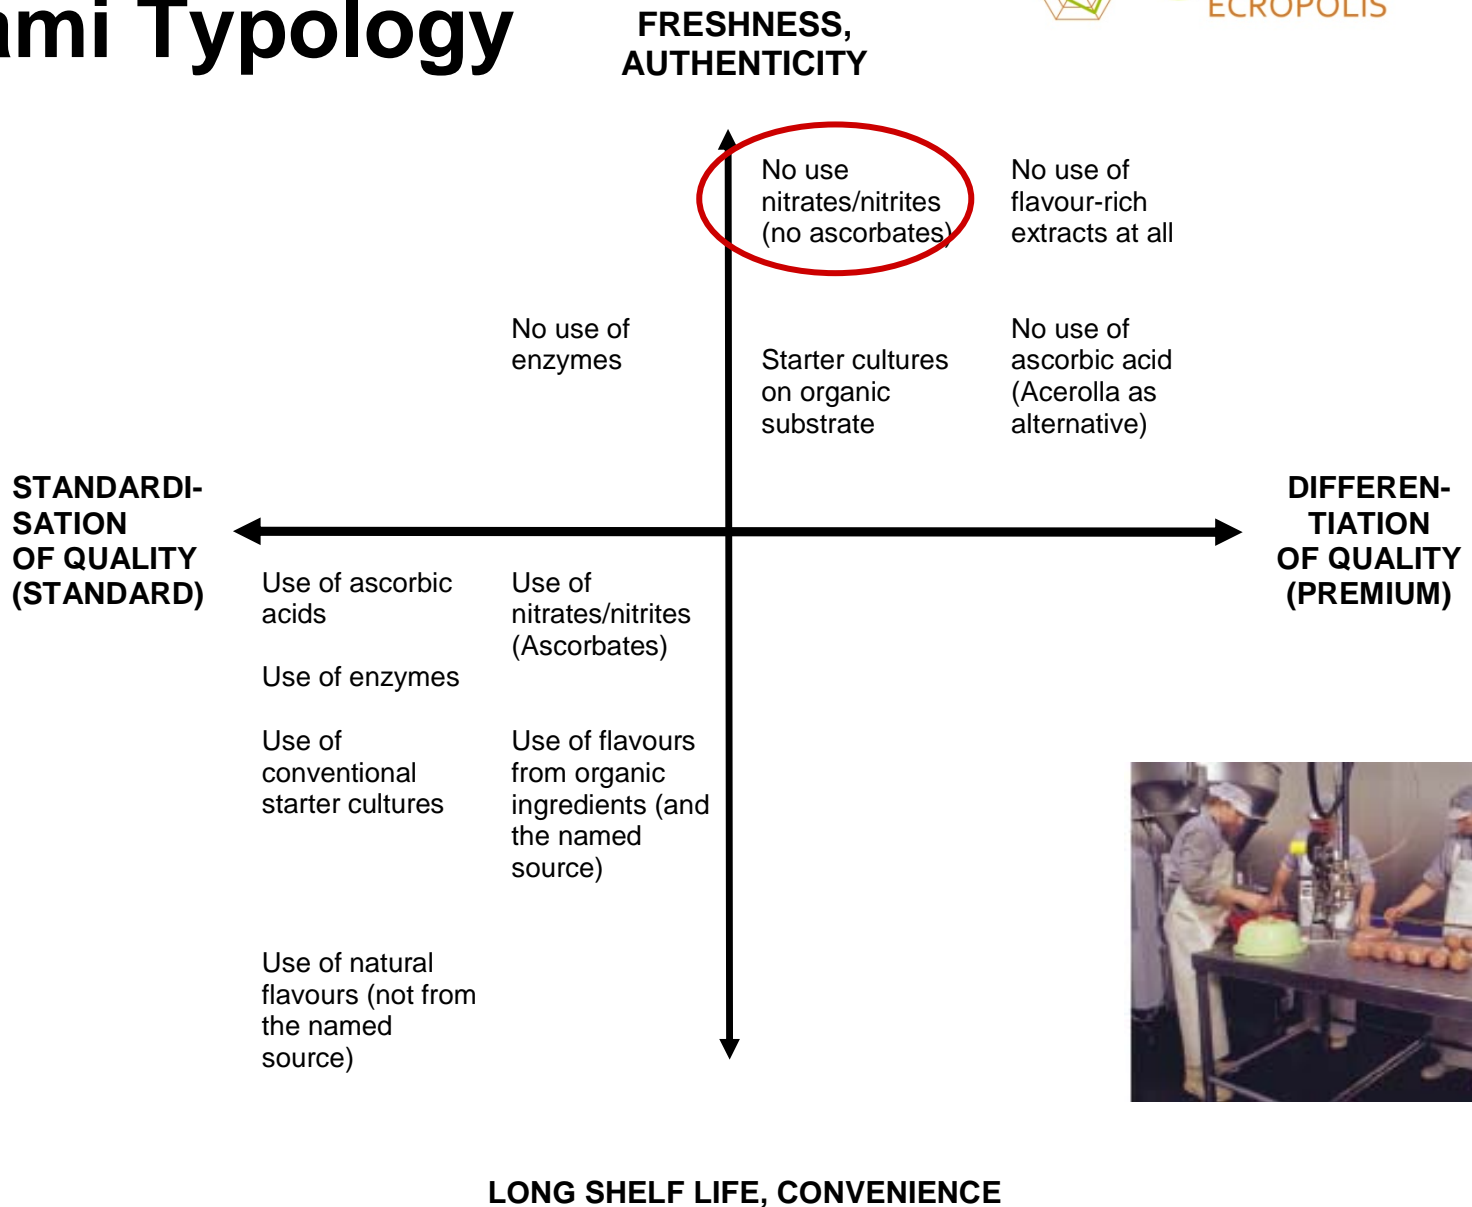 ami Typology
FRESHNESS,
AUTHENTICITY
ECROPOLIS
No use
nitrates/nitrites
(no ascorbates)
No use of
flavour-rich
extracts at all
No use of
enzymes
Starter cultures
on organic
substrate
No use of
ascorbic acid
(Acerolla as
alternative)
STANDARDI-
SATION
OF QUALITY
(STANDARD)
DIFFEREN-
TIATION
OF QUALITY
(PREMIUM)
Use of ascorbic
acids
Use of
nitrates/nitrites
(Ascorbates)
Use of enzymes
Use of
conventional
starter cultures
Use of flavours
from organic
ingredients (and
the named
source)
Use of natural
flavours (not from
the named
source)
LONG SHELF LIFE, CONVENIENCE